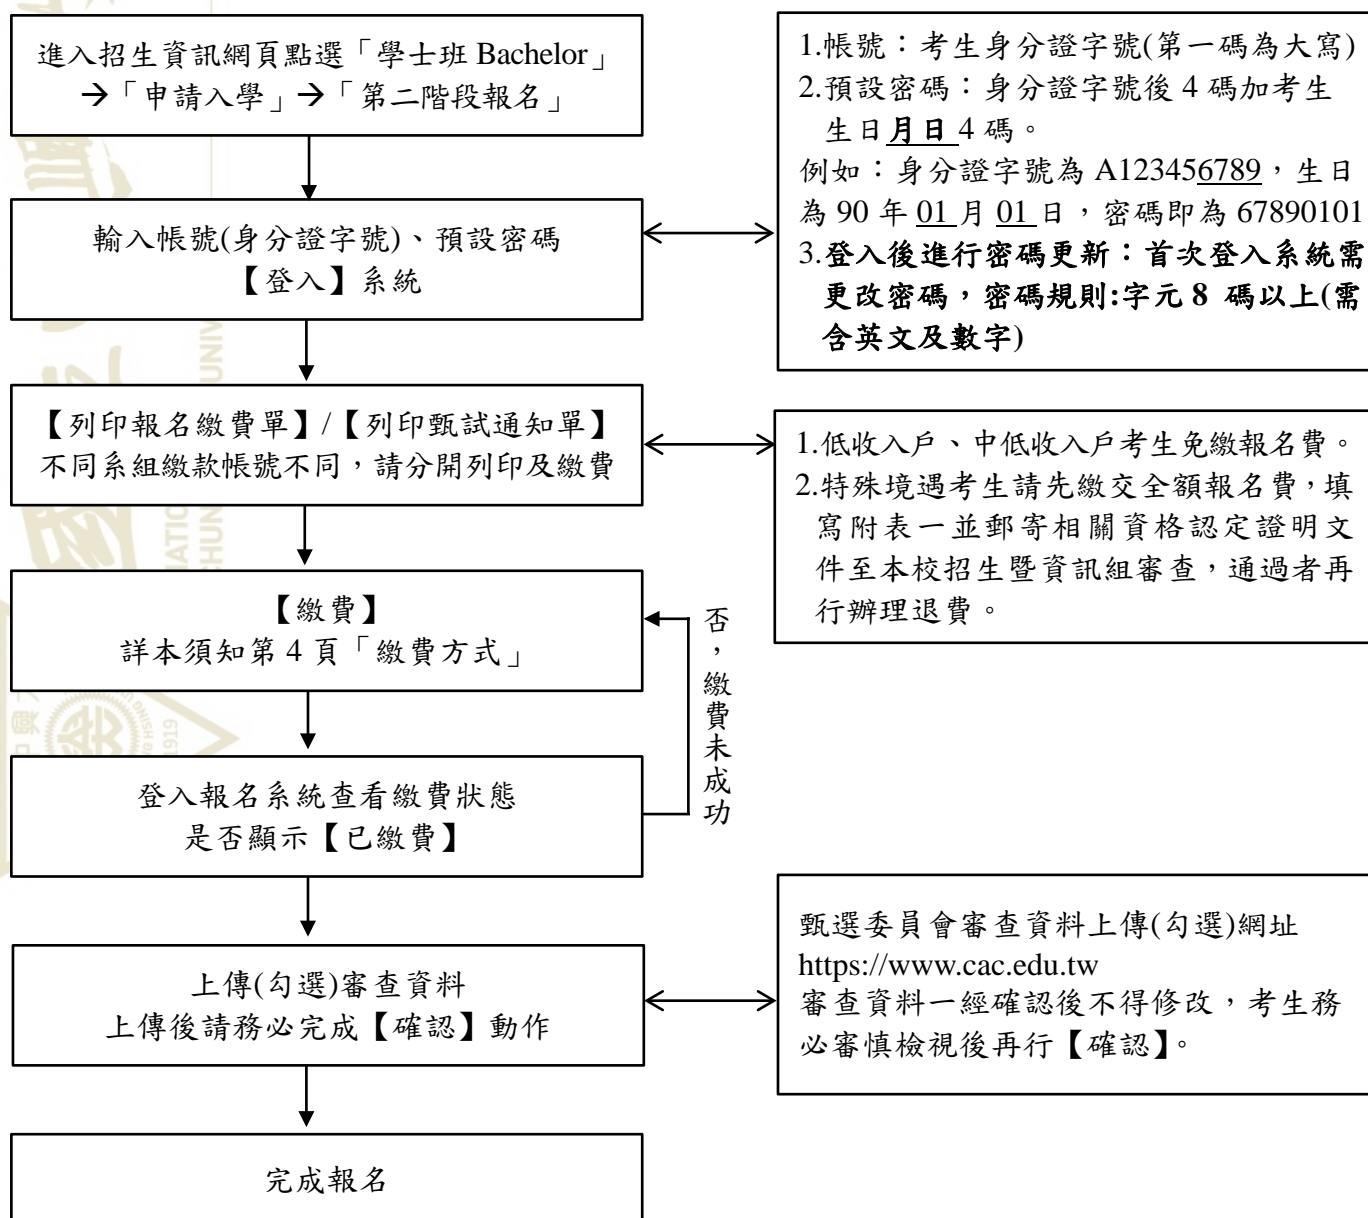 進入招生資訊網頁點選「學士班 Bachelor」
→「申請入學」→「第二階段報名」
輸入帳號(身分證字號)、預設密碼
【登入】系統
1.帳號：考生身分證字號(第一碼為大寫)
2.預設密碼：身分證字號後 4 碼加考生
生日月日 4 碼。
例如：身分證字號為 A123456789，生日
為 90 年 01 月 01 日，密碼即為 67890101
3.登入後進行密碼更新：首次登入系統需
更改密碼，密碼規則:字元 8 碼以上(需
含英文及數字)
【列印報名繳費單】/【列印甄試通知單】
不同系組繳款帳號不同，請分開列印及繳費
1.低收入戶、中低收入戶考生免繳報名費。
2.特殊境遇考生請先繳交全額報名費，填
寫附表一並郵寄相關資格認定證明文
件至本校招生暨資訊組審查，通過者再
行辦理退費。
【繳費】
詳本須知第 4 頁「繳費方式」
否，繳費未成功
登入報名系統查看繳費狀態
是否顯示【已繳費】
上傳(勾選)審查資料
上傳後請務必完成【確認】動作
甄選委員會審查資料上傳(勾選)網址
https://www.cac.edu.tw
審查資料一經確認後不得修改，考生務
必審慎檢視後再行【確認】。
完成報名
1919